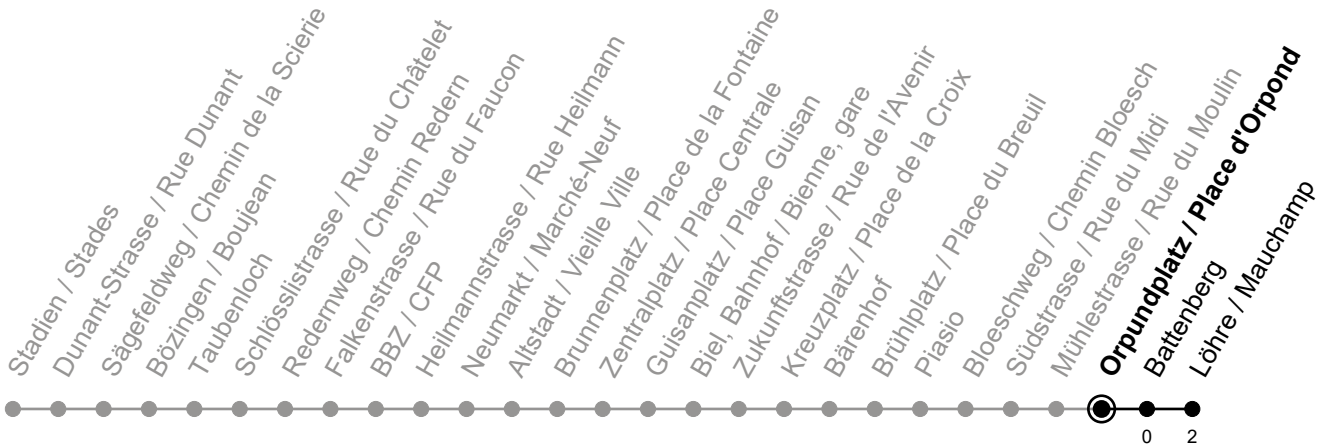 Stadien / Stades
Dunant-Strasse / Rue Dunant
Sägefeldweg / Chemin de la Scierie
Bözingen / Boujean
Taubenloch
Schlösslistrasse / Rue du Châtelet
Redernweg / Chemin Redern
Falkenstrasse / Rue du Faucon
BBZ / CFP
Heilmannstrasse / Rue Heilmann
Neumarkt / Marché-Neuf
Altstadt / Vieille Ville
Brunnenplatz / Place de la Fontaine
Zentralplatz / Place Centrale
Guisanplatz / Place Guisan
Biel, Bahnhof / Bienne, gare
Zukunftstrasse / Rue de l'Avenir
Kreuzplatz / Place de la Croix
Bärenhof
Brühlplatz / Place du Breuil
Piasio
Bloeschweg / Chemin Bloesch
Südstrasse / Rue du Midi
Mühlestrasse / Rue du Moulin
Orpundplatz / Place d'Orpond
Battenberg
Löhre / Mauchamp
0 2